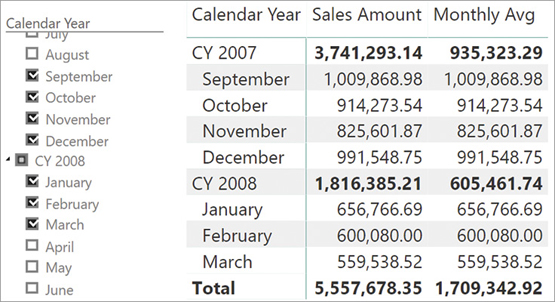 Calendar Year
July
August
September
October
November
December
CY 2008
January
February
March
April
May
June
Calendar Year Sales Amount Monthly Avg
CY 2007 3,741,293.14 935,323.29
September 1,009,868.98 1,009,868.98
October 914,273.54 914,273.54
November 825,601.87 825,601.87
December 991,548.75 991,548.75
CY 2008 1,816,385.21 605,461.74
January 656,766.69 656,766.69
February 600,080.00 600,080.00
March 559,538.52 559,538.52
Total 5,557,678.35 1,709,342.92